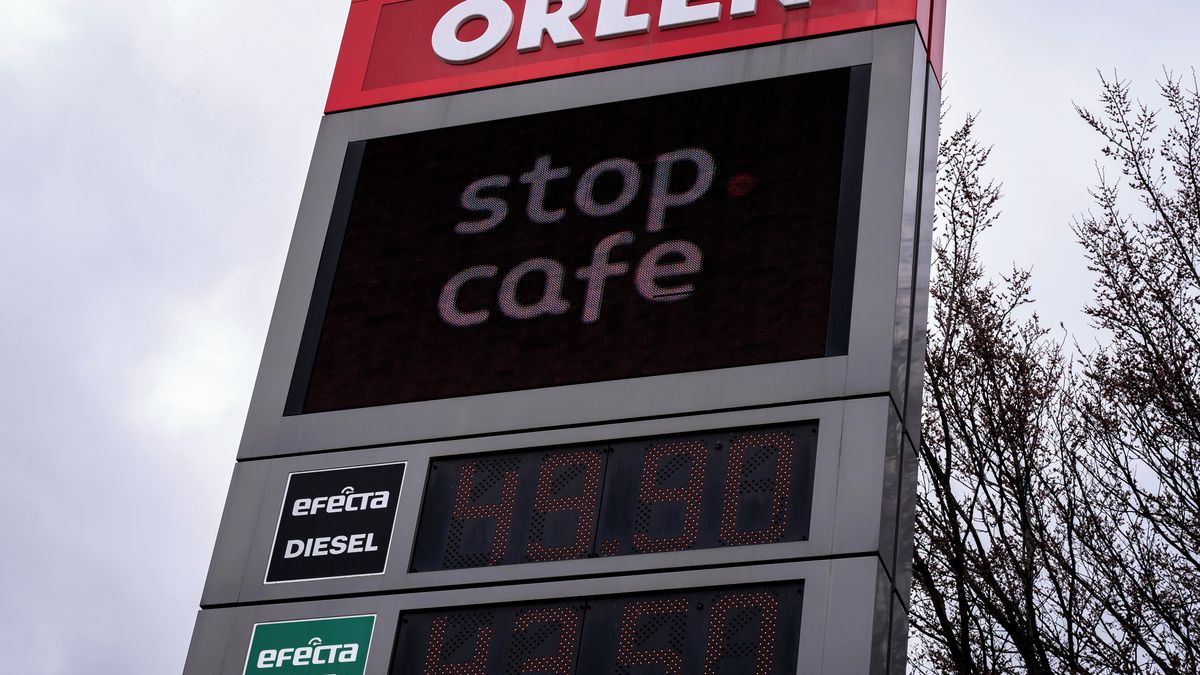 ORLEN
stop.
cafe
efecta
DIESEL
49.90
efecta